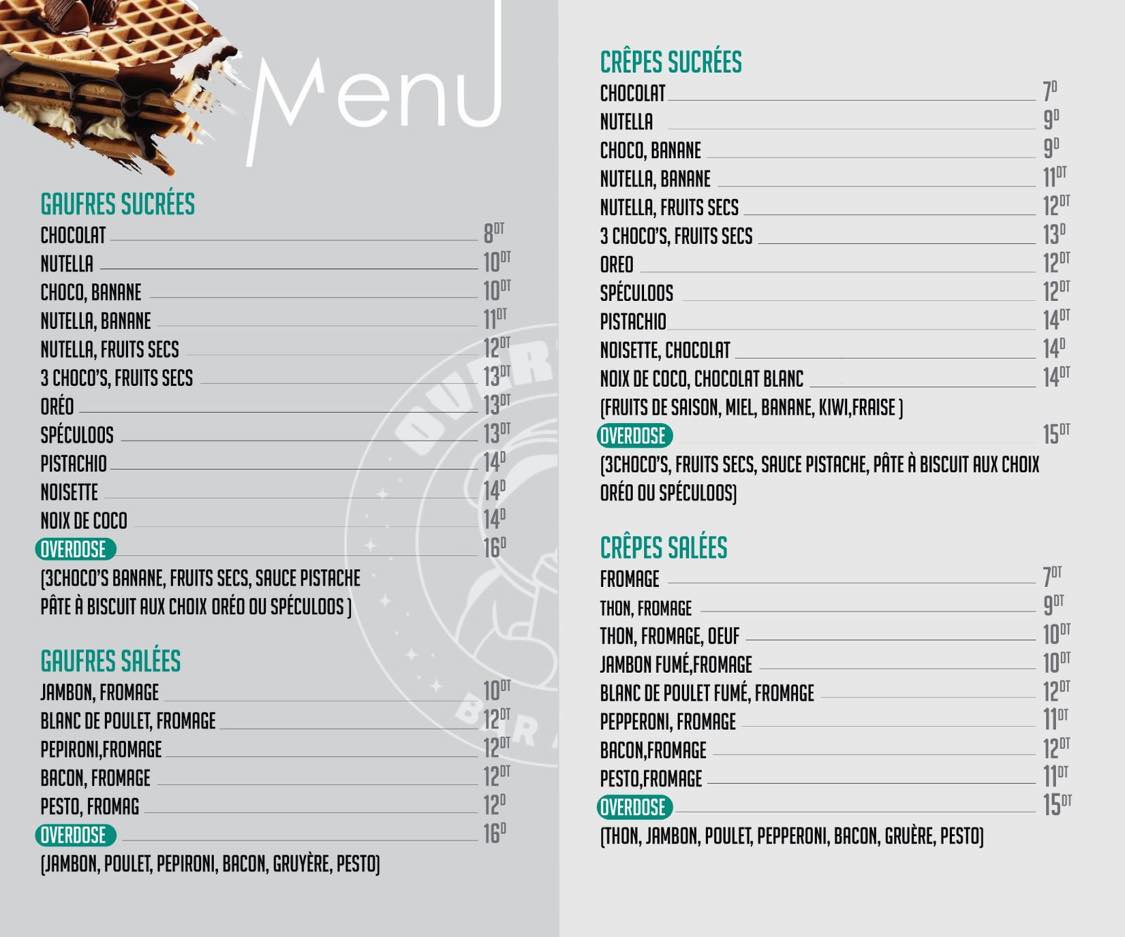 Menu
GAUFRES SUCRÉES
CHOCOLAT 8DT
NUTELLA 10DT
CHOCO, BANANE 10DT
NUTELLA, BANANE 11DT
NUTELLA, FRUITS SECS 12DT
3 CHOCO'S, FRUITS SECS 13DT
ORÉO 13DT
SPÉCULOOS 13DT
PISTACHIO 14D
NOISETTE 14D
NOIX DE COCO 14D
OVERDOSE 16D
(3CHOCO'S BANANE, FRUITS SECS, SAUCE PISTACHE
PÂTE À BISCUIT AUX CHOIX ORÉO OU SPÉCULOOS )
GAUFRES SALÉES
JAMBON, FROMAGE 10DT
BLANC DE POULET, FROMAGE 12DT
PEPIRONI,FROMAGE 12DT
BACON, FROMAGE 12DT
PESTO, FROMAG 12D
OVERDOSE 16D
(JAMBON, POULET, PEPIRONI, BACON, GRUYÈRE, PESTO)
OVER
BAR
CRÊPES SUCRÉES
CHOCOLAT 7D
NUTELLA 9D
CHOCO, BANANE 9D
NUTELLA, BANANE 11DT
NUTELLA, FRUITS SECS 12DT
3 CHOCO'S, FRUITS SECS 13D
OREO 12DT
SPÉCULOOS 12DT
PISTACHIO 14DT
NOISETTE, CHOCOLAT 14D
NOIX DE COCO, CHOCOLAT BLANC 14DT
(FRUITS DE SAISON, MIEL, BANANE, KIWI,FRAISE )
OVERDOSE 15DT
(3CHOCO'S, FRUITS SECS, SAUCE PISTACHE, PÂTE À BISCUIT AUX CHOIX
ORÉO OU SPÉCULOOS)
CRÊPES SALÉES
FROMAGE 7DT
THON, FROMAGE 9DT
THON, FROMAGE, OEUF 10DT
JAMBON FUMÉ,FROMAGE 10DT
BLANC DE POULET FUMÉ, FROMAGE 12DT
PEPPERONI, FROMAGE 11DT
BACON,FROMAGE 12DT
PESTO,FROMAGE 11DT
OVERDOSE 15DT
(THON, JAMBON, POULET, PEPPERONI, BACON, GRUÈRE, PESTO)